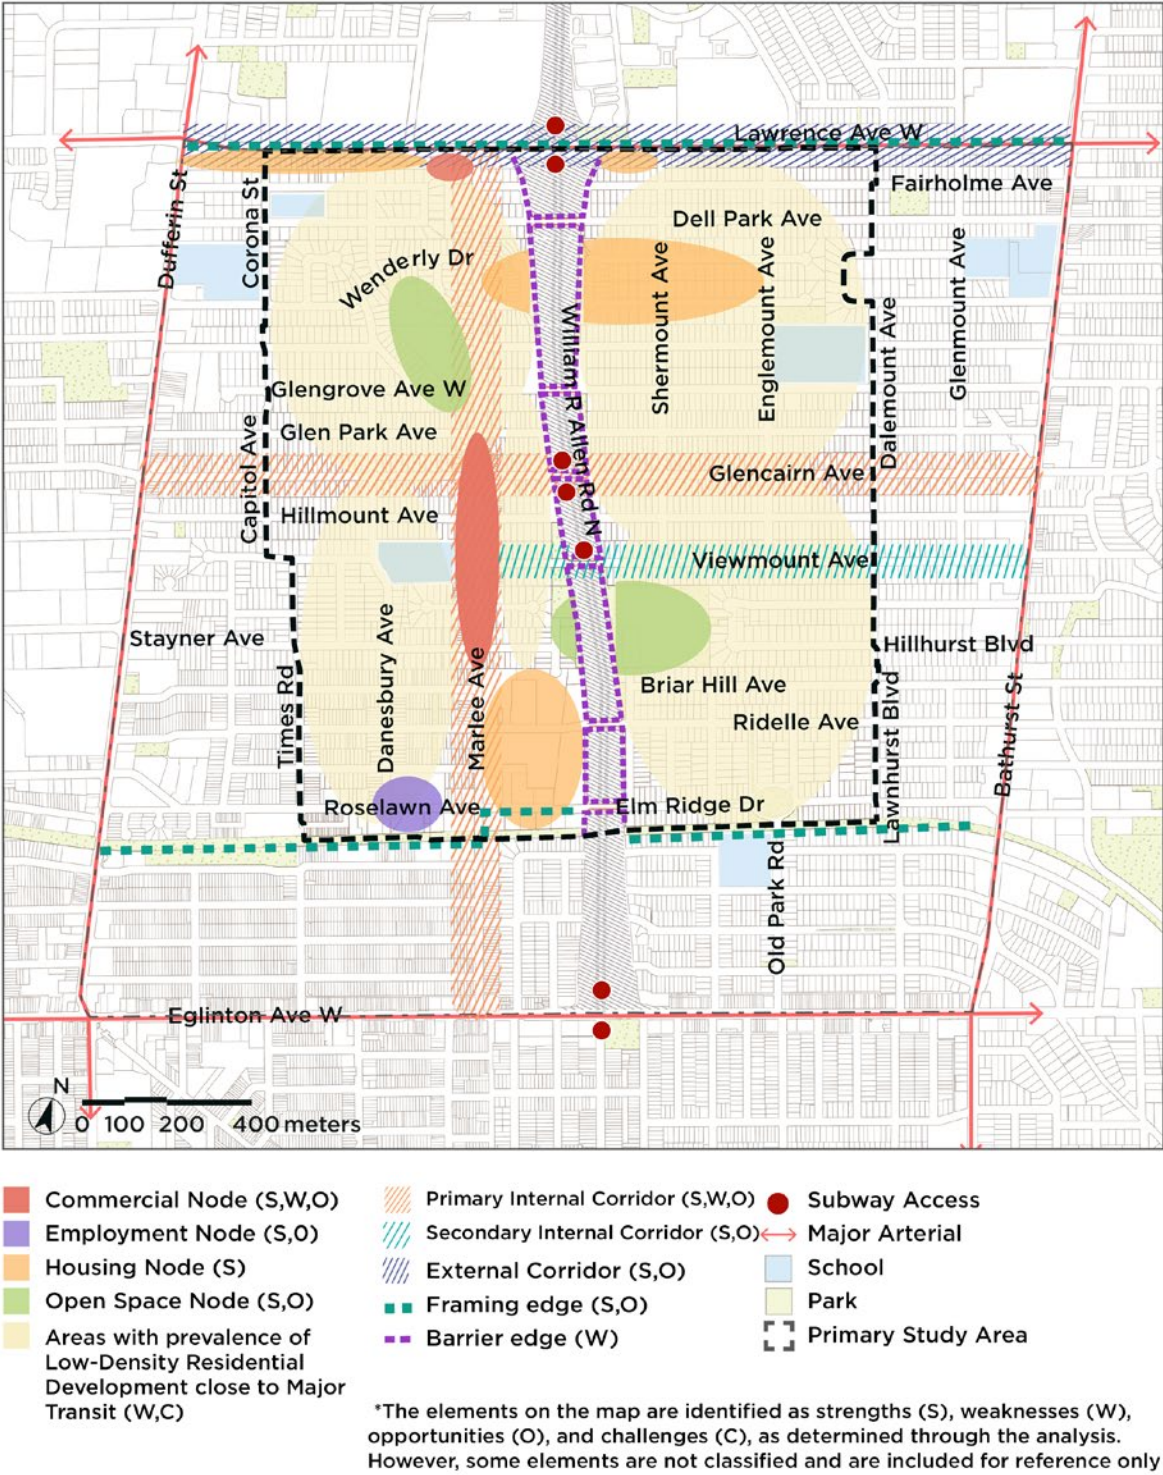 Lawrence Ave W
Fairholme Ave
Dufferin St
Corona St
Dell Park Ave
Wenderly Dr
William R Allen Rd N
Shermount Ave
Englemount Ave
Glenmount Ave
Dalemount Ave
Glengrove Ave W
Glen Park Ave
Capitol Ave
Glencairn Ave
Hillmount Ave
Viewmount Ave
Stayner Ave
Danesbury Ave
Hillhurst Blvd
Times Rd
Marlee Ave
Briar Hill Ave
Ridelle Ave
Lawnhurst Blvd
Bathurst St
Roselawn Ave
Elm Ridge Dr
Old Park Rd
Eglinton Ave W
N
0 100 200 400 meters
Commercial Node (S,W,O)
Employment Node (S,0)
Housing Node (S)
Open Space Node (S,O)
Areas with prevalence of
Low-Density Residential
Development close to Major
Transit (W,C)
Primary Internal Corridor (S,W,O)
Secondary Internal Corridor (S,O)
External Corridor (S,O)
Framing edge (S,O)
Barrier edge (W)
Subway Access
Major Arterial
School
Park
Primary Study Area
*The elements on the map are identified as strengths (S), weaknesses (W),
opportunities (O), and challenges (C), as determined through the analysis.
However, some elements are not classified and are included for reference only